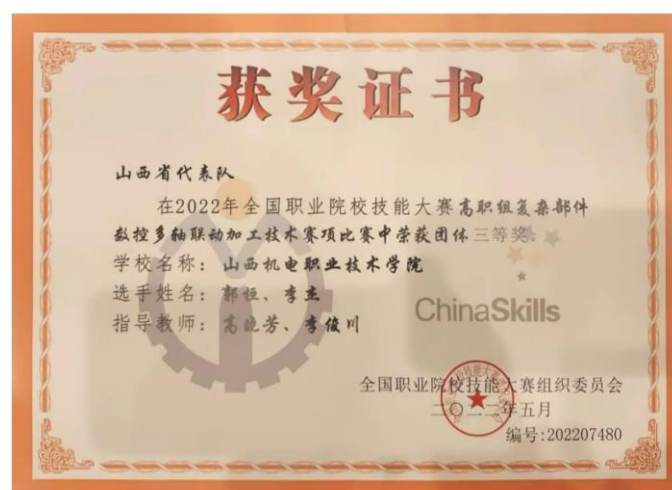 获奖证书
山西省代表队
在2022年全国职业院校技能大赛高职组复杂部件
数控多轴联动加工技术赛项比赛中荣获团体三等奖。
学校名称：山西机电职业技术学院
选手姓名：郭恒、李杰
指导教师：高晓芳、李俊川
ChinaSkills
全国职业院校技能大赛组织委员会
二〇二二年五月
编号:202207480